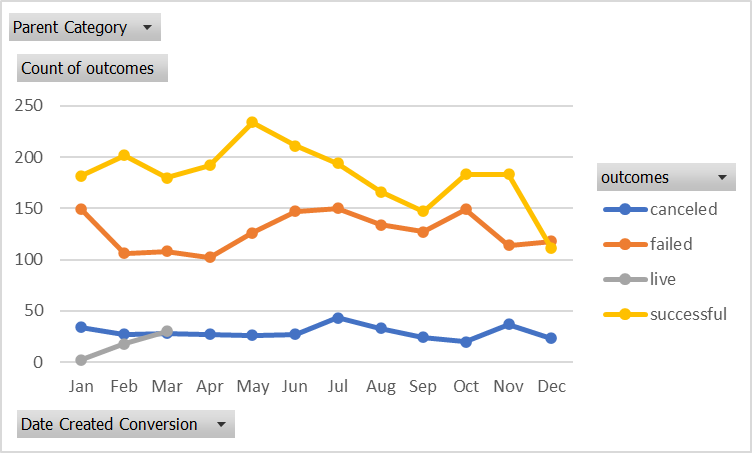 Parent Category
Count of outcomes
250
200
150
100
50
0
Jan Feb Mar Apr May Jun Jul Aug Sep Oct Nov Dec
outcomes
canceled
failed
live
successful
Date Created Conversion